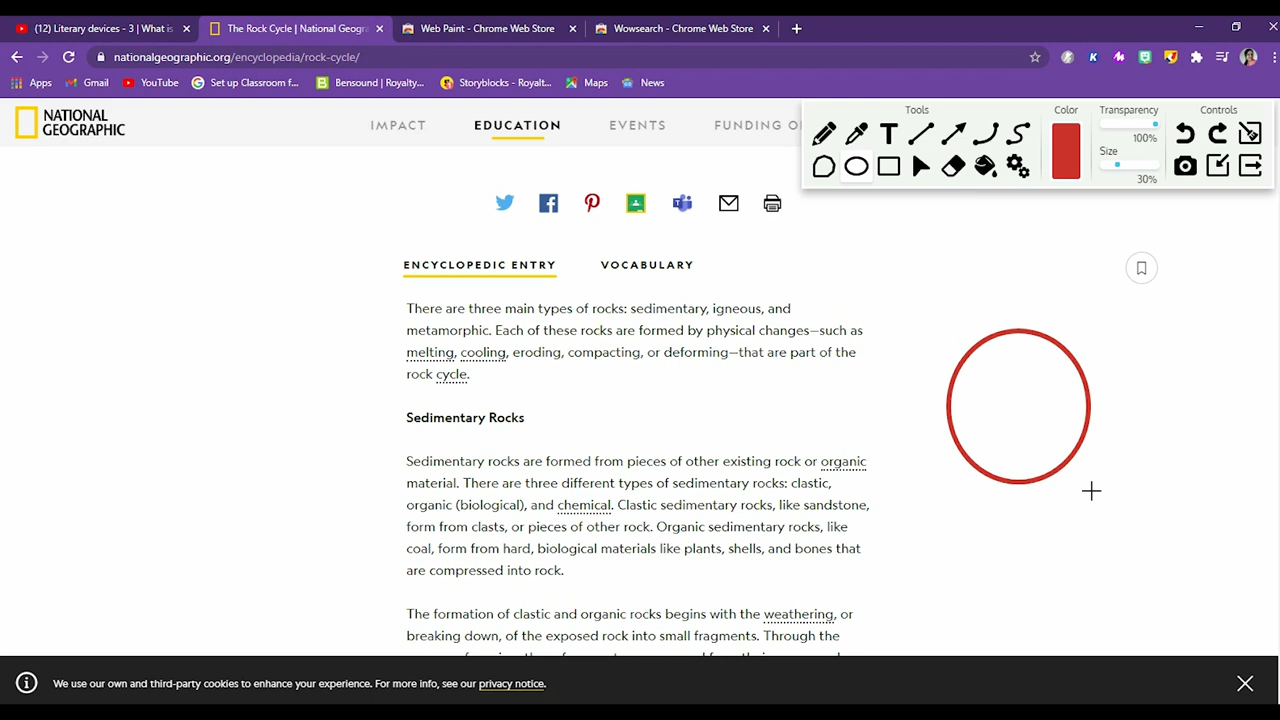 (12) Literary devices - 3 | What is
The Rock Cycle | National Geogra
Web Paint - Chrome Web Store
Wowsearch - Chrome Web Store
nationalgeographic.org/encyclopedia/rock-cycle/
Apps
Gmail
YouTube
Set up Classroom f...
Bensound | Royalty...
Storyblocks - Royalt...
Maps
News
NATIONAL
GEOGRAPHIC
IMPACT
EDUCATION
EVENTS
FUNDING O
Tools
Color
Transparency
100%
Size
30%
Controls
ENCYCLOPEDIC ENTRY
VOCABULARY
There are three main types of rocks: sedimentary, igneous, and
metamorphic. Each of these rocks are formed by physical changes—such as
melting, cooling, eroding, compacting, or deforming—that are part of the
rock cycle.
Sedimentary Rocks
Sedimentary rocks are formed from pieces of other existing rock or organic
material. There are three different types of sedimentary rocks: clastic,
organic (biological), and chemical. Clastic sedimentary rocks, like sandstone,
form from clasts, or pieces of other rock. Organic sedimentary rocks, like
coal, form from hard, biological materials like plants, shells, and bones that
are compressed into rock.
The formation of clastic and organic rocks begins with the weathering, or
breaking down, of the exposed rock into small fragments. Through the
We use our own and third-party cookies to enhance your experience. For more info, see our privacy notice.